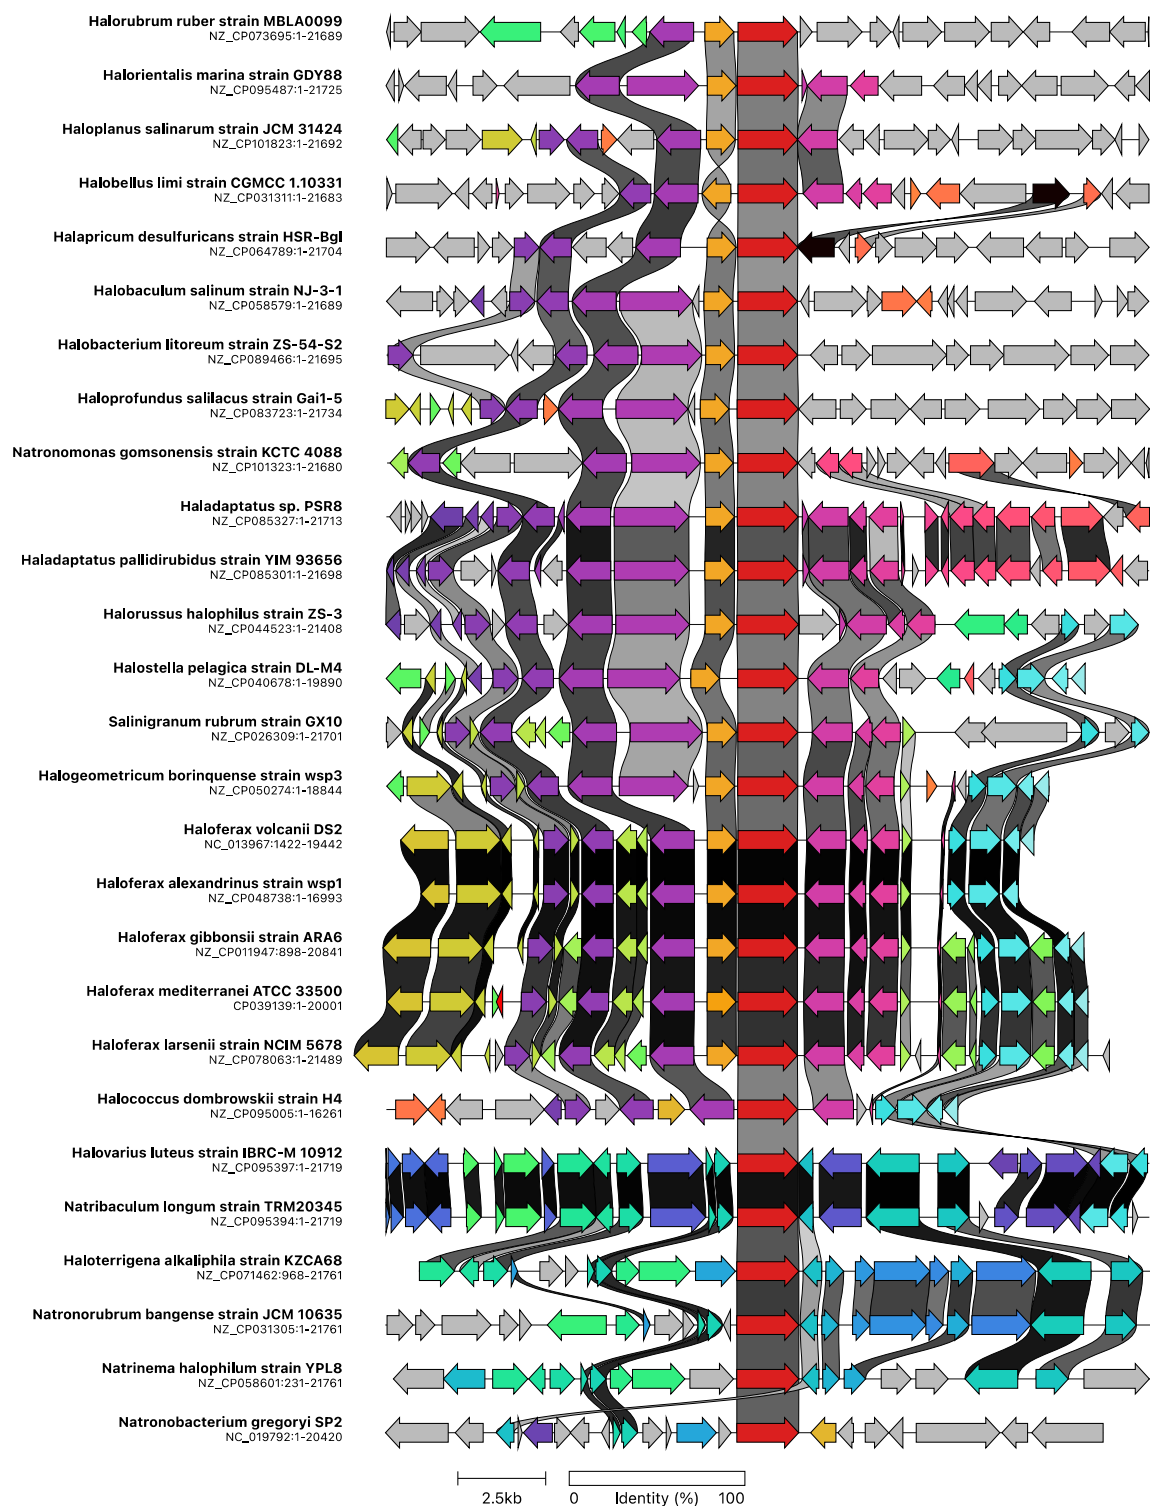 Halorubrum ruber strain MBLA0099
NZ_CP073695:1-21689
Halorientalis marina strain GDY88
NZ_CP095487:1-21725
Haloplanus salinarum strain JCM 31424
NZ_CP101823:1-21692
Halobellus limi strain CGMCC 1.10331
NZ_CP031311:1-21683
Halapricum desulfuricans strain HSR-Bgl
NZ_CP064789:1-21704
Halobaculum salinum strain NJ-3-1
NZ_CP058579:1-21689
Halobacterium litoreum strain ZS-54-S2
NZ_CP089466:1-21695
Haloprofundus salilacus strain Gai1-5
NZ_CP083723:1-21734
Natronomonas gomsonensis strain KCTC 4088
NZ_CP101323:1-21680
Haladaptatus sp. PSR8
NZ_CP085327:1-21713
Haladaptatus pallidirubidus strain YIM 93656
NZ_CP085301:1-21698
Halorussus halophilus strain ZS-3
NZ_CP044523:1-21408
Halostella pelagica strain DL-M4
NZ_CP040678:1-19890
Salinigranum rubrum strain GX10
NZ_CP026309:1-21701
Halogeometricum borinquense strain wsp3
NZ_CP050274:1-18844
Haloferax volcanii DS2
NC_013967:1422-19442
Haloferax alexandrinus strain wsp1
NZ_CP048738:1-16993
Haloferax gibbonsii strain ARA6
NZ_CP011947:898-20841
Haloferax mediterranei ATCC 33500
CP039139:1-20001
Haloferax larsenii strain NCIM 5678
NZ_CP078063:1-21489
Halococcus dombrowskii strain H4
NZ_CP095005:1-16261
Halovarius luteus strain IBRC-M 10912
NZ_CP095397:1-21719
Natribaculum longum strain TRM20345
NZ_CP095394:1-21719
Haloterrigena alkaliphila strain KZCA68
NZ_CP071462:968-21761
Natronorubrum bangense strain JCM 10635
NZ_CP031305:1-21761
Natrinema halophilum strain YPL8
NZ_CP058601:231-21761
Natronobacterium gregoryi SP2
NC_019792:1-20420
2.5kb
0 Identity (%) 100